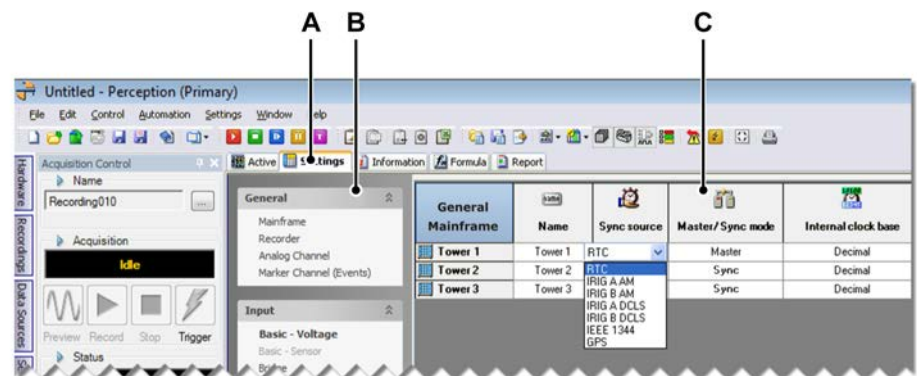 A B C
Untitled - Perception (Primary)
File Edit Control Automation Settings Window elp
Acquisition Control
Active S ttings Information Formula Report
Hardware
Recordings
Data Sources
Name
Recording010 ...
Acquisition
Idle
Preview Record Stop Trigger
Status
General
Mainframe
Recorder
Analog Channel
Marker Channel (Events)
Input
Basic - Voltage
Basic - Sensor
Bridge
General Mainframe Name Sync source Master/Sync mode Internal clock base
Tower 1 Tower 1 RTC Master Decimal
Tower 2 Tower 2 Sync Decimal
Tower 3 Tower 3 Sync Decimal
RTC
IRIG A AM
IRIG B AM
IRIG A DCLS
IRIG B DCLS
IEEE 1344
GPS